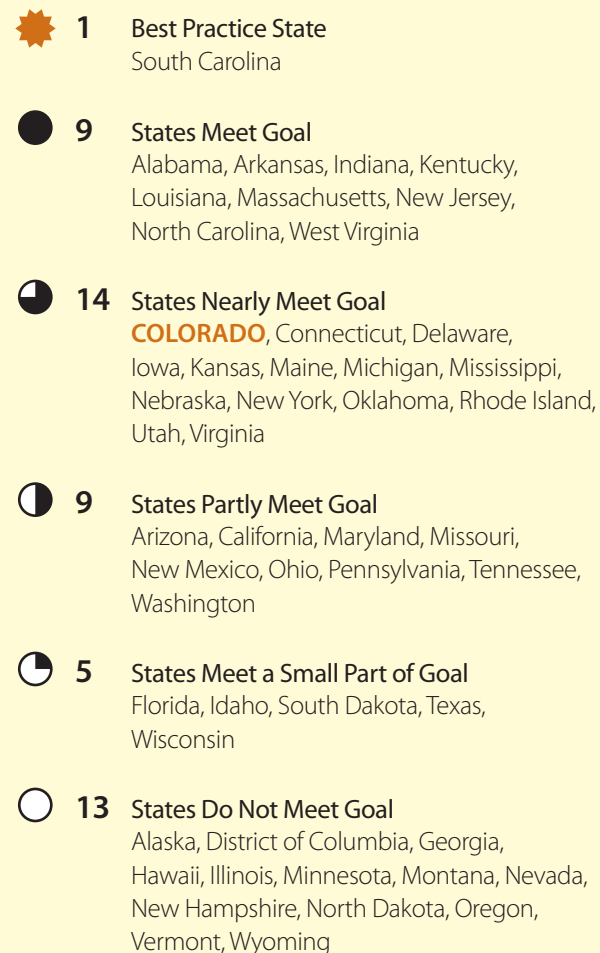 1 Best Practice State
South Carolina
9 States Meet Goal
Alabama, Arkansas, Indiana, Kentucky,
Louisiana, Massachusetts, New Jersey,
North Carolina, West Virginia
14 States Nearly Meet Goal
COLORADO, Connecticut, Delaware,
Iowa, Kansas, Maine, Michigan, Mississippi,
Nebraska, New York, Oklahoma, Rhode Island,
Utah, Virginia
9 States Partly Meet Goal
Arizona, California, Maryland, Missouri,
New Mexico, Ohio, Pennsylvania, Tennessee,
Washington
5 States Meet a Small Part of Goal
Florida, Idaho, South Dakota, Texas,
Wisconsin
13 States Do Not Meet Goal
Alaska, District of Columbia, Georgia,
Hawaii, Illinois, Minnesota, Montana, Nevada,
New Hampshire, North Dakota, Oregon,
Vermont, Wyoming